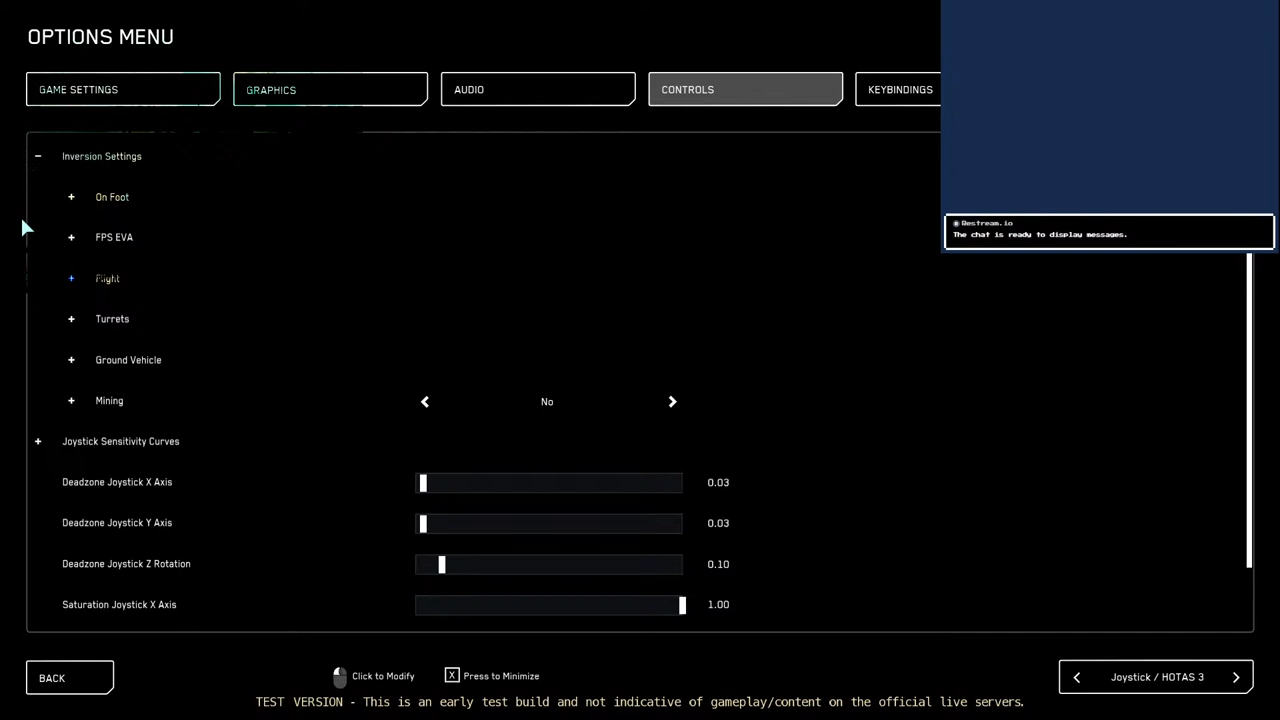 OPTIONS MENU
GAME SETTINGS
GRAPHICS
AUDIO
CONTROLS
KEYBINDINGS
Inversion Settings
On Foot
FPS EVA
Flight
Turrets
Ground Vehicle
Mining
No
Joystick Sensitivity Curves
Deadzone Joystick X Axis
0.03
Deadzone Joystick Y Axis
0.03
Deadzone Joystick Z Rotation
0.10
Saturation Joystick X Axis
1.00
Restream.io
The chat is ready to display messages.
BACK
Click to Modify
X Press to Minimize
Joystick / HOTAS 3
TEST VERSION - This is an early test build and not indicative of gameplay/content on the official live servers.